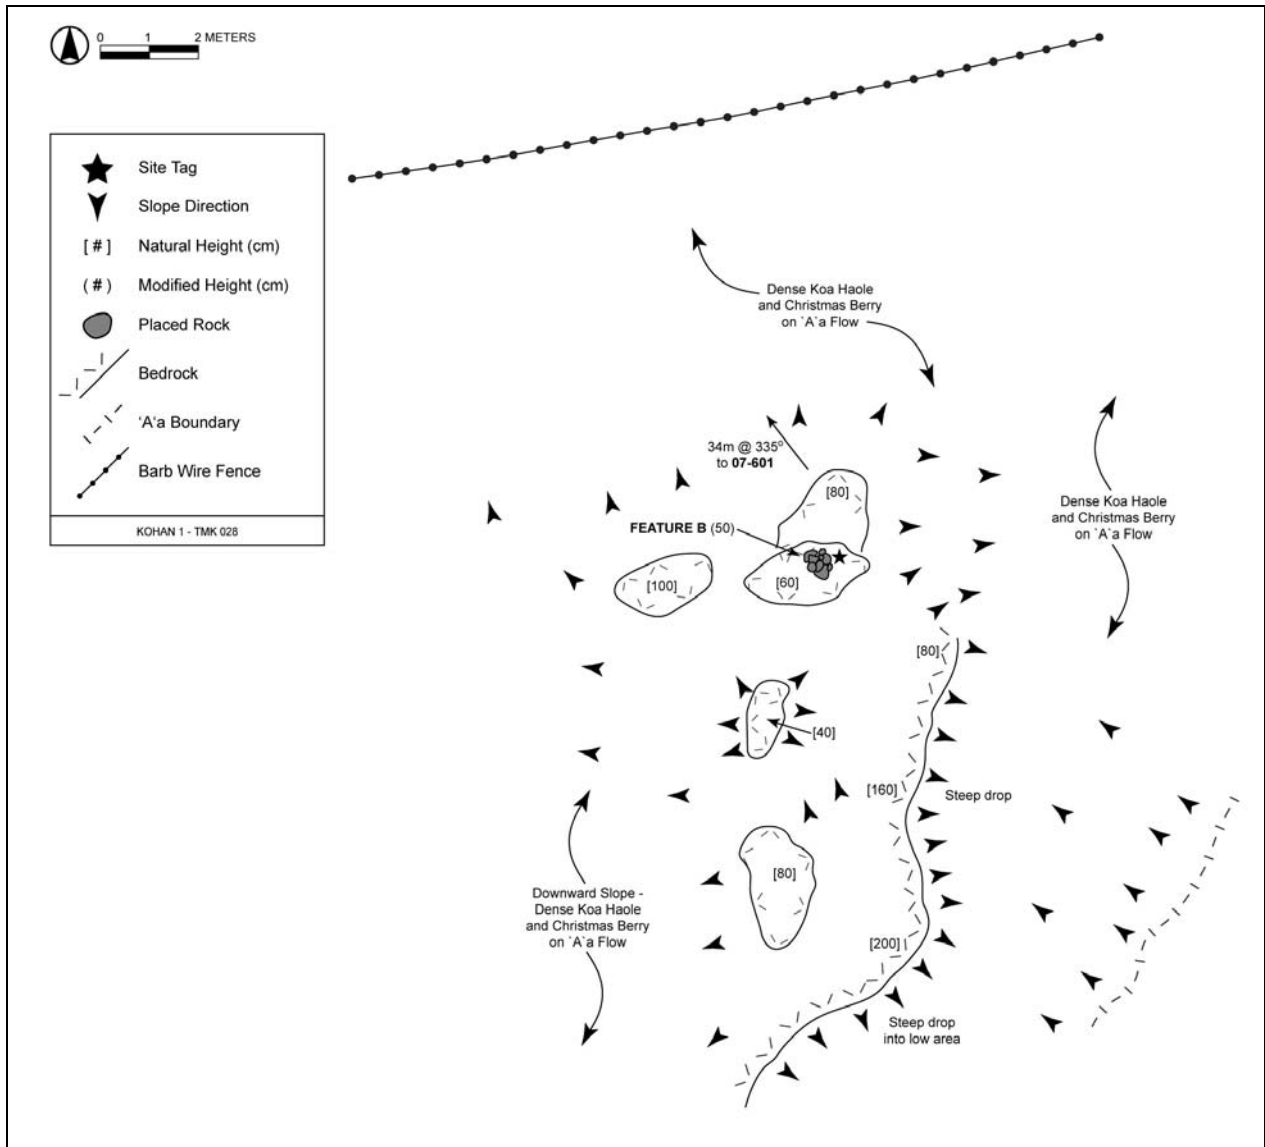 0 1 2 METERS
Site Tag
Slope Direction
[ # ] Natural Height (cm)
( # ) Modified Height (cm)
Placed Rock
Bedrock
‘A‘a Boundary
Barb Wire Fence
KOHAN 1 - TMK 028
Dense Koa Haole
and Christmas Berry
on `A`a Flow
34m @ 335°
to 07-601
[80]
FEATURE B (50)
[60]
[100]
Dense Koa Haole
and Christmas Berry
on `A`a Flow
[80]
[40]
[160]
Steep drop
[80]
Downward Slope -
Dense Koa Haole
and Christmas Berry
on `A`a Flow
[200]
Steep drop
into low area